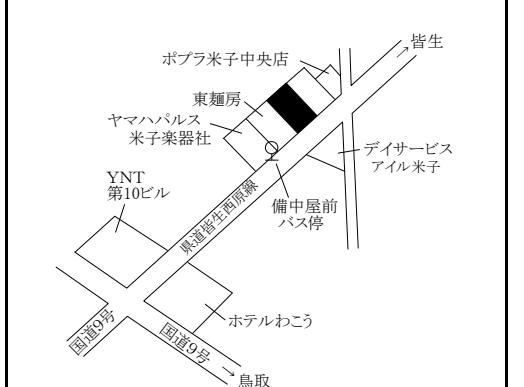 皆生
ポプラ米子中央店
東麺房
ヤマハパルス
米子楽器社
デイサービス
アイル米子
YNT
第10ビル
備中屋前
バス停
県道皆生西原線
ホテルわこう
国道9号
国道9号
鳥取